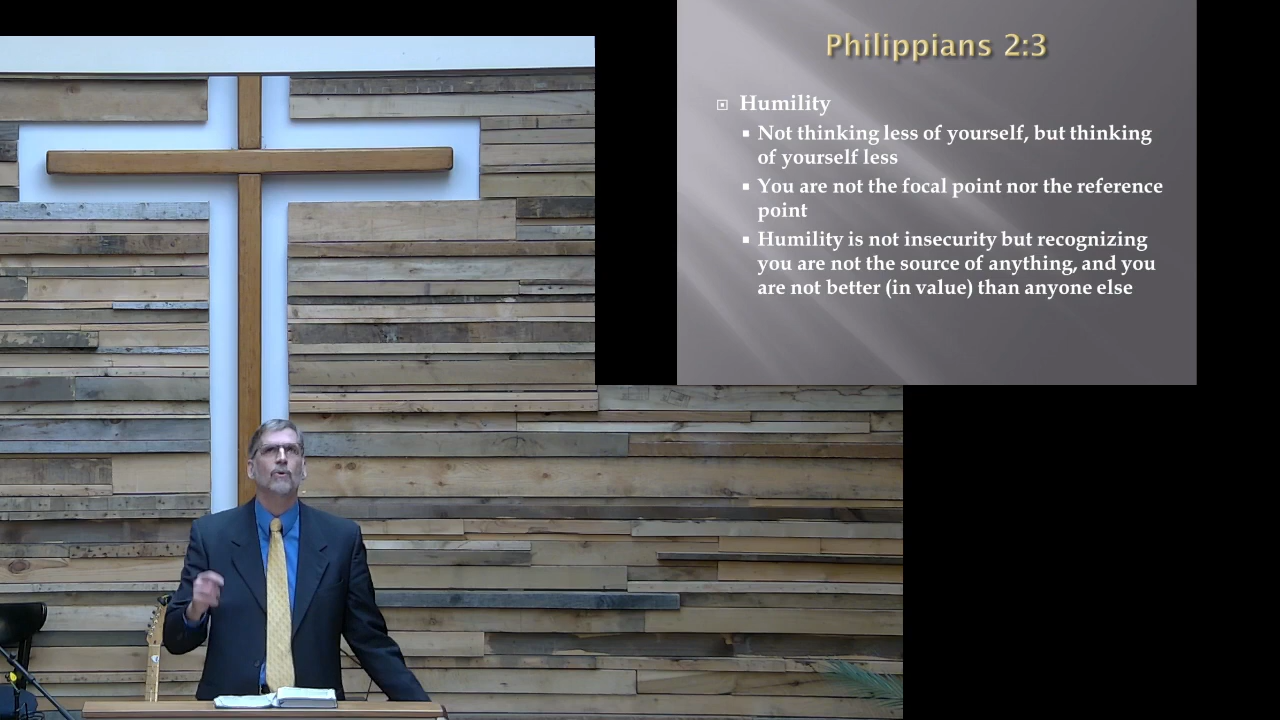 Philippians 2:3
Humility
Not thinking less of yourself, but thinking
of yourself less
You are not the focal point nor the reference
point
Humility is not insecurity but recognizing
you are not the source of anything, and you
are not better (in value) than anyone else